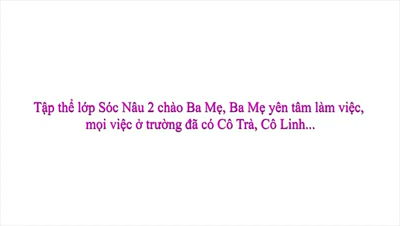 Tập thể lớp Sóc Nâu 2 chào Ba Mẹ, Ba Mẹ yên tâm làm việc,
mọi việc ở trường đã có Cô Trà, Cô Linh...